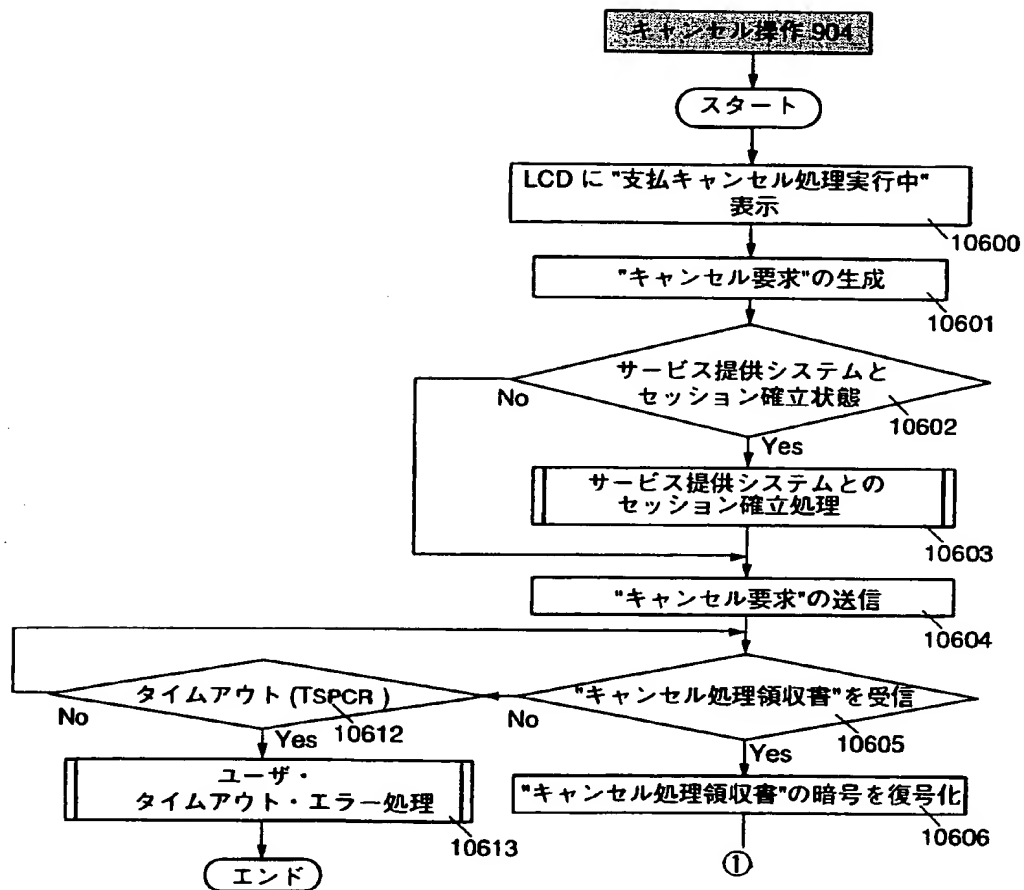 キャンセル操作 904
スタート
LCD に "支払キャンセル処理実行中"
表示
10600
"キャンセル要求"の生成
10601
サービス提供システムと
セッション確立状態
No
10602
Yes
サービス提供システムとの
セッション確立処理
10603
"キャンセル要求"の送信
10604
タイムアウト (TSPCR )
"キャンセル処理領収書"を受信
No
10612
No
10605
Yes
Yes
ユーザ・
タイムアウト・エラー処理
"キャンセル処理領収書"の暗号を復号化
10613
10606
エンド
①